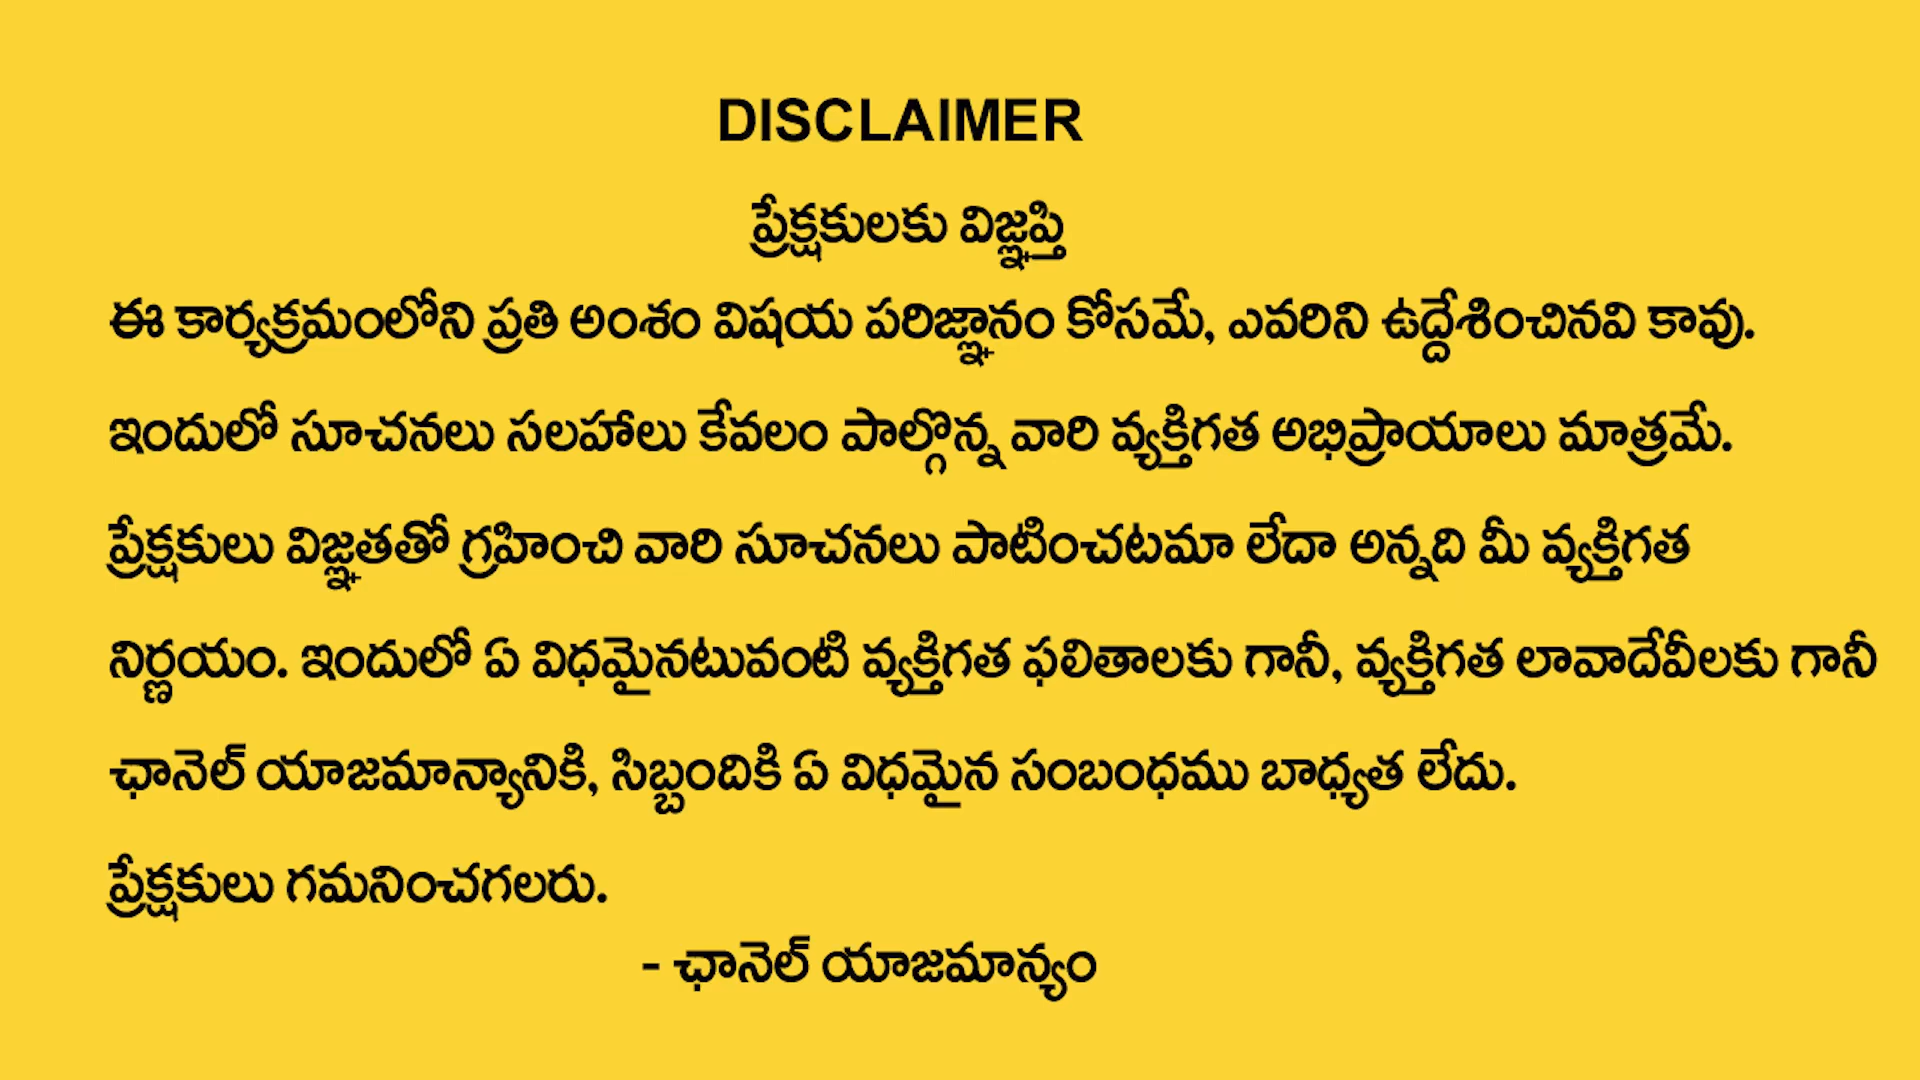 DISCLAIMER
ప్రేక్షకులకు విజ్ఞప్తి
ఈ కార్యక్రమంలోని ప్రతి అంశం విషయ పరిజ్ఞానం కోసమే, ఎవరిని ఉద్దేశించినవి కావు.
ఇందులో సూచనలు సలహాలు కేవలం పాల్గొన్న వారి వ్యక్తిగత అభిప్రాయాలు మాత్రమే.
ప్రేక్షకులు విజ్ఞతతో గ్రహించి వారి సూచనలు పాటించటమా లేదా అన్నది మీ వ్యక్తిగత
నిర్ణయం. ఇందులో ఏ విధమైనటువంటి వ్యక్తిగత ఫలితాలకు గానీ, వ్యక్తిగత లావాదేవీలకు గానీ
ఛానెల్ యాజమాన్యానికి, సిబ్బందికి ఏ విధమైన సంబంధము బాధ్యత లేదు.
ప్రేక్షకులు గమనించగలరు.
- ఛానెల్ యాజమాన్యం